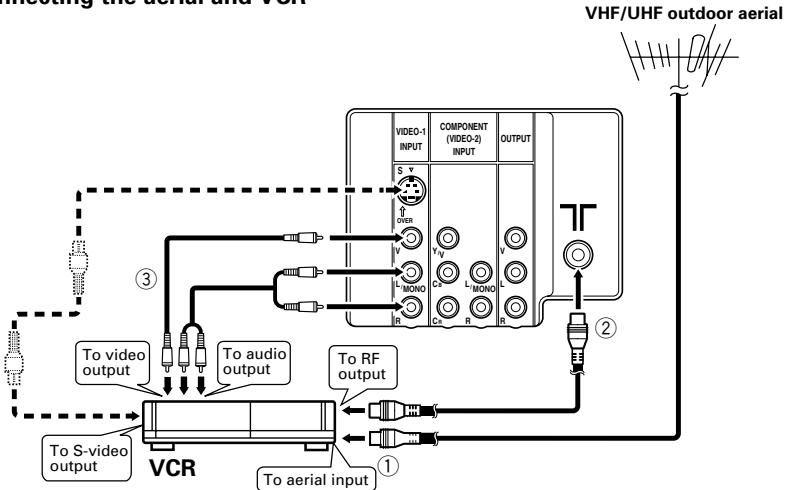 nnecting the aerial and VCR
VHF/UHF outdoor aerial
VIDEO-1
INPUT
COMPONENT
(VIDEO-2)
INPUT
OUTPUT
S
OVER
V
Y/V
V
L/MONO
CB
L/MONO
L
R
CR
R
R
③
②
To video
output
To audio
output
To RF
output
To S-video
output
VCR
To aerial input
①